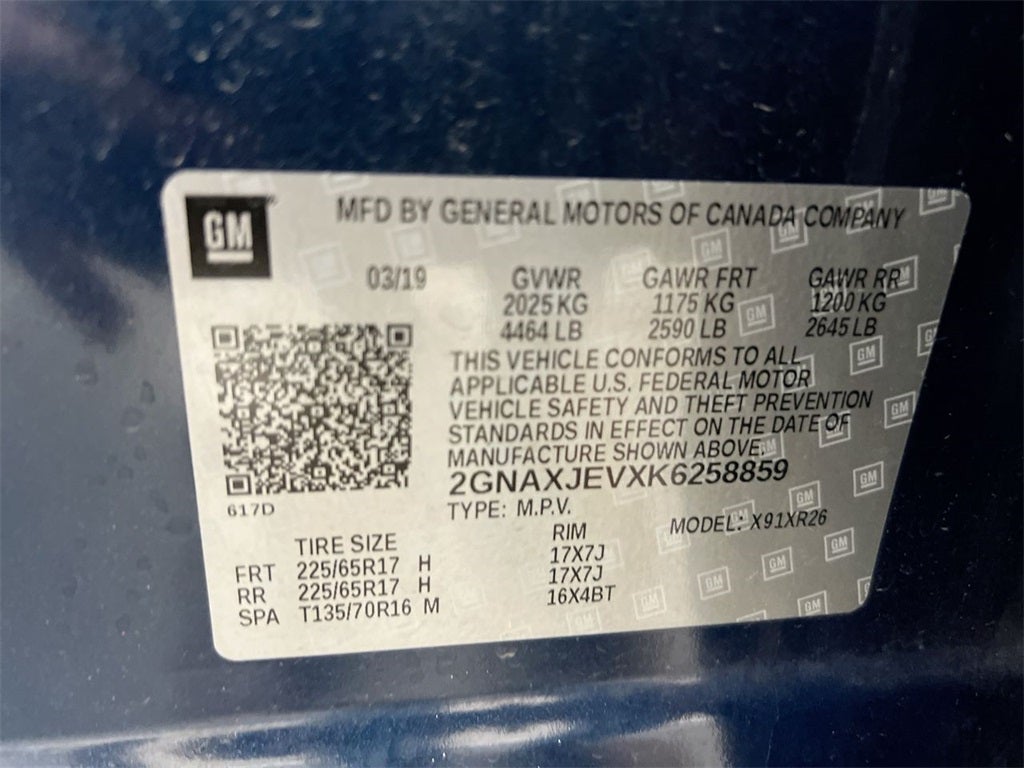 GM
MFD BY GENERAL MOTORS OF CANADA COMPANY
03/19 GVWR GAWR FRT GAWR RR
2025 KG 1175 KG 1200 KG
4464 LB 2590 LB 2645 LB
THIS VEHICLE CONFORMS TO ALL
APPLICABLE U.S. FEDERAL MOTOR
VEHICLE SAFETY AND THEFT PREVENTION
STANDARDS IN EFFECT ON THE DATE OF
MANUFACTURE SHOWN ABOVE.
2GNAXJEVXK6258859
617D
TYPE: M.P.V. MODEL: X91XR26
TIRE SIZE RIM
FRT 225/65R17 H 17X7J
RR 225/65R17 H 17X7J
SPA T135/70R16 M 16X4BT